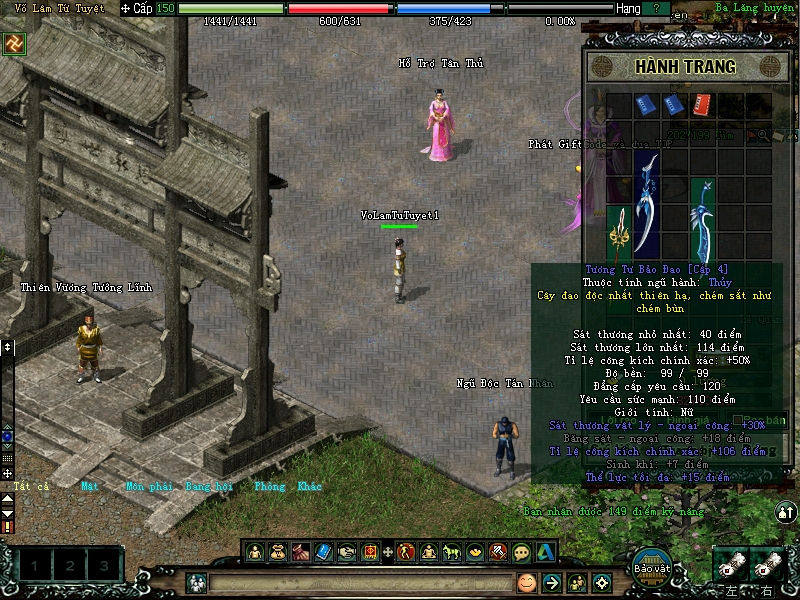 Võ Lâm Tứ Tuyệt
Cấp 150
1441/1441
600/631
375/423
0.00%
Hạng ?
Ba Lăng huyện
HÀNH TRANG
Hỗ Trợ Tân Thủ
Phát Gift
VoLamTuTuyet1
Thiên Vương Tướng Lĩnh
Ngũ Độc Tán Nhân
Tương Tư Bảo Đao [Cấp 4]
Thuộc tính ngũ hành: Thủy
Cây đao độc nhất thiên hạ, chém sắt như
chém bùn
Sát thương nhỏ nhất: 40 điểm
Sát thương lớn nhất: 114 điểm
Tỉ lệ công kích chính xác: +50%
Độ bền: 99 / 99
Đẳng cấp yêu cầu: 120
Yêu cầu sức mạnh: 110 điểm
Giới tính: Nữ
Sát thương vật lý - ngoại công: +30%
Băng sát - ngoại công: +18 điểm
Tỉ lệ công kích chính xác: +106 điểm
Sinh khí: +7 điểm
Thể lực tối đa: +15 điểm
Tất cả Mật Môn phái Bang hội Phòng Khác
Bạn nhận được 149 điểm kỹ năng
1 2 3
Bảo vật
左 右